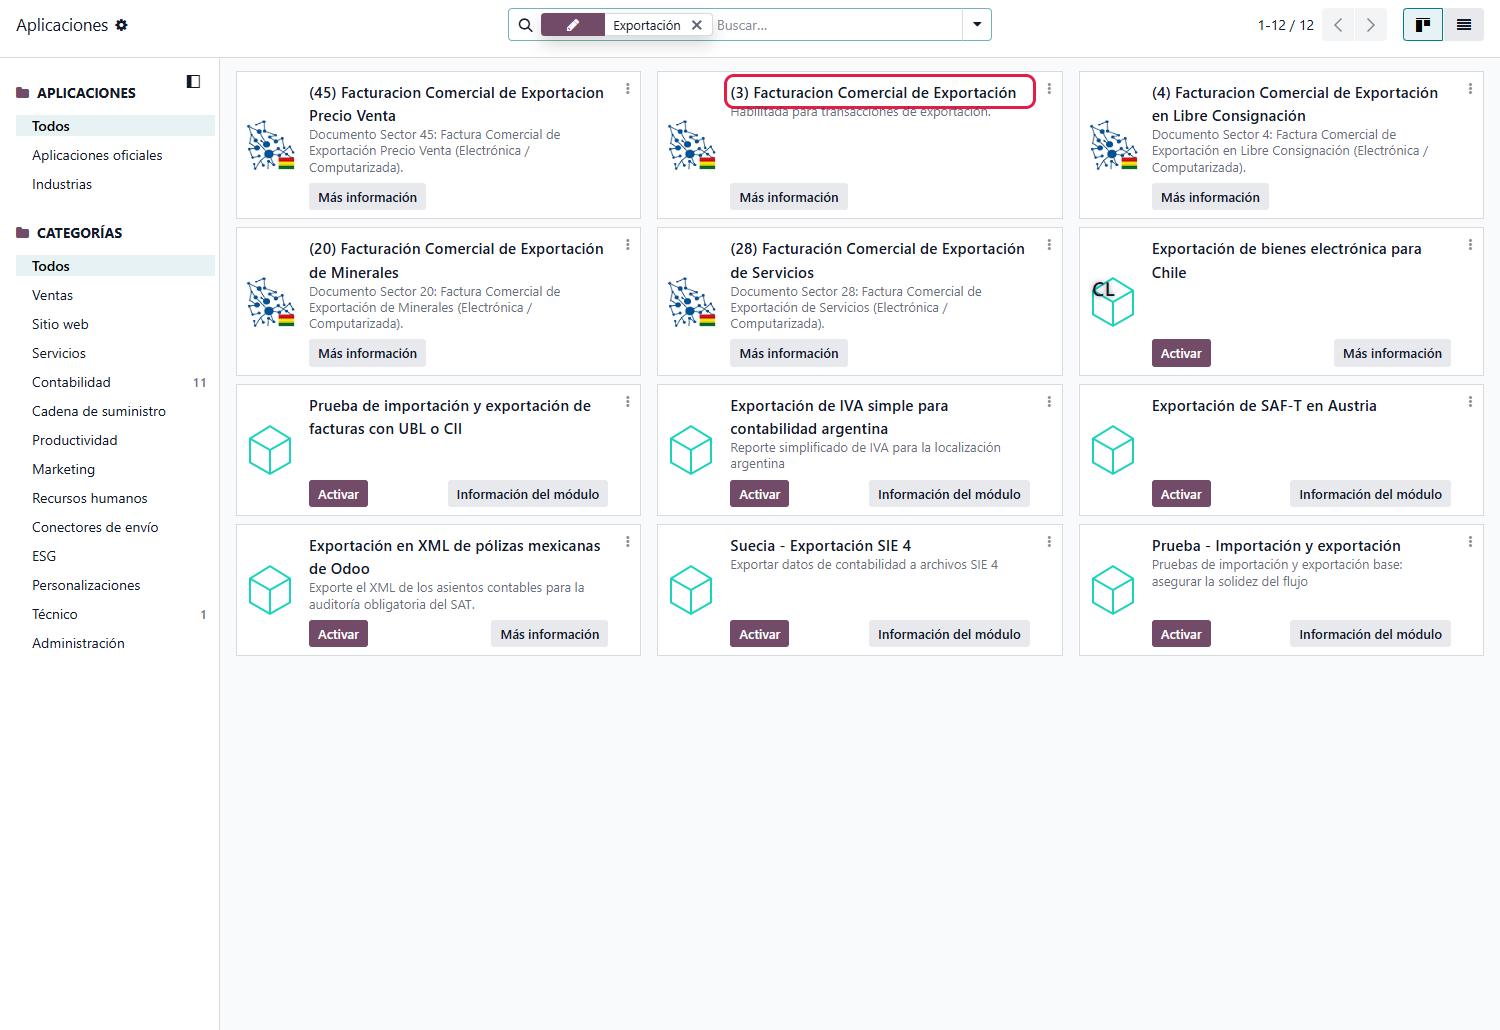 Aplicaciones
Exportación
Buscar...
1-12 / 12
APLICACIONES
Todos
Aplicaciones oficiales
Industrias
CATEGORÍAS
Todos
Ventas
Sitio web
Servicios
Contabilidad 11
Cadena de suministro
Productividad
Marketing
Recursos humanos
Conectores de envío
ESG
Personalizaciones
Técnico 1
Administración
(45) Facturacion Comercial de Exportacion
Precio Venta
Documento Sector 45: Factura Comercial de
Exportación Precio Venta (Electrónica /
Computarizada).
Más información
(3) Facturacion Comercial de Exportación
Habilitada para transacciones de exportación.
Más información
(4) Facturacion Comercial de Exportación
en Libre Consignación
Documento Sector 4: Factura Comercial de
Exportación en Libre Consignación (Electrónica /
Computarizada).
Más información
(20) Facturación Comercial de Exportación
de Minerales
Documento Sector 20: Factura Comercial de
Exportación de Minerales (Electrónica /
Computarizada).
Más información
(28) Facturación Comercial de Exportación
de Servicios
Documento Sector 28: Factura Comercial de
Exportación de Servicios (Electrónica /
Computarizada).
Más información
Exportación de bienes electrónica para
Chile
CL
Activar Más información
Prueba de importación y exportación de
facturas con UBL o CII
Activar Información del módulo
Exportación de IVA simple para
contabilidad argentina
Reporte simplificado de IVA para la localización
argentina
Activar Información del módulo
Exportación de SAF-T en Austria
Activar Información del módulo
Exportación en XML de pólizas mexicanas
de Odoo
Exporte el XML de los asientos contables para la
auditoría obligatoria del SAT.
Activar Más información
Suecia - Exportación SIE 4
Exportar datos de contabilidad a archivos SIE 4
Activar Información del módulo
Prueba - Importación y exportación
Pruebas de importación y exportación base:
asegurar la solidez del flujo
Activar Información del módulo